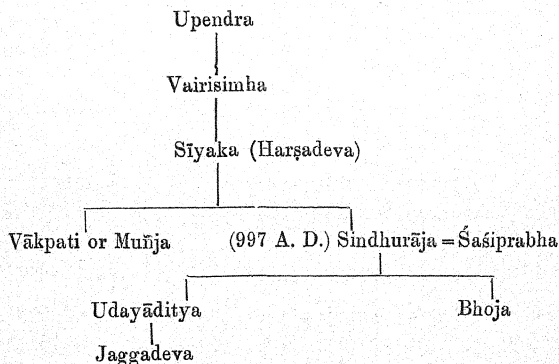 Upendra
Vairisimha
Sīyaka (Harṣadeva)
Vākpati or Muñja (997 A. D.) Sindhurāja = Śaśiprabha
Udayāditya Bhoja
Jaggadeva